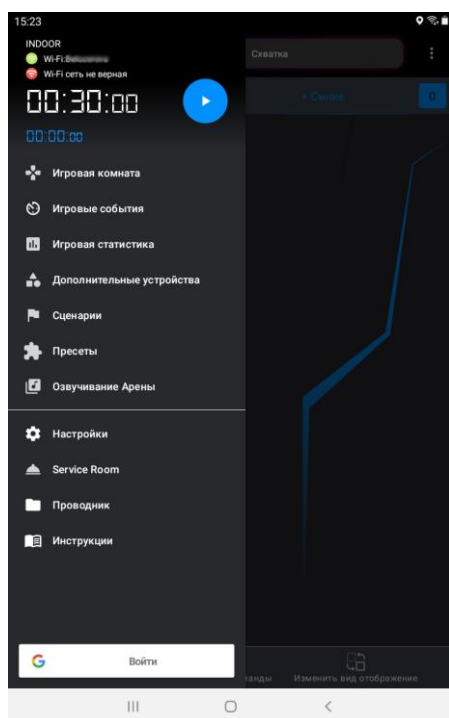 15:23
INDOOR
Wi-Fi:
Wi-Fi сеть не верная
00:30:00
00:00:00
Схватка
+ Синие
0
Игровая комната
Игровые события
Игровая статистика
Дополнительные устройства
Сценарии
Пресеты
Озвучивание Арены
Настройки
Service Room
Проводник
Инструкции
G
Войти
Изменить вид отображение